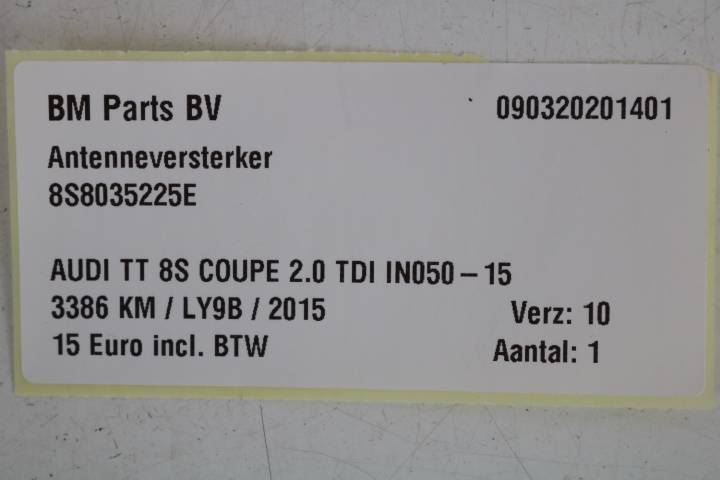 BM Parts BV 090320201401
Antenneversterker
8S8035225E
AUDI TT 8S COUPE 2.0 TDI IN050-15
3386 KM / LY9B / 2015 Verz: 10
15 Euro incl. BTW Aantal: 1